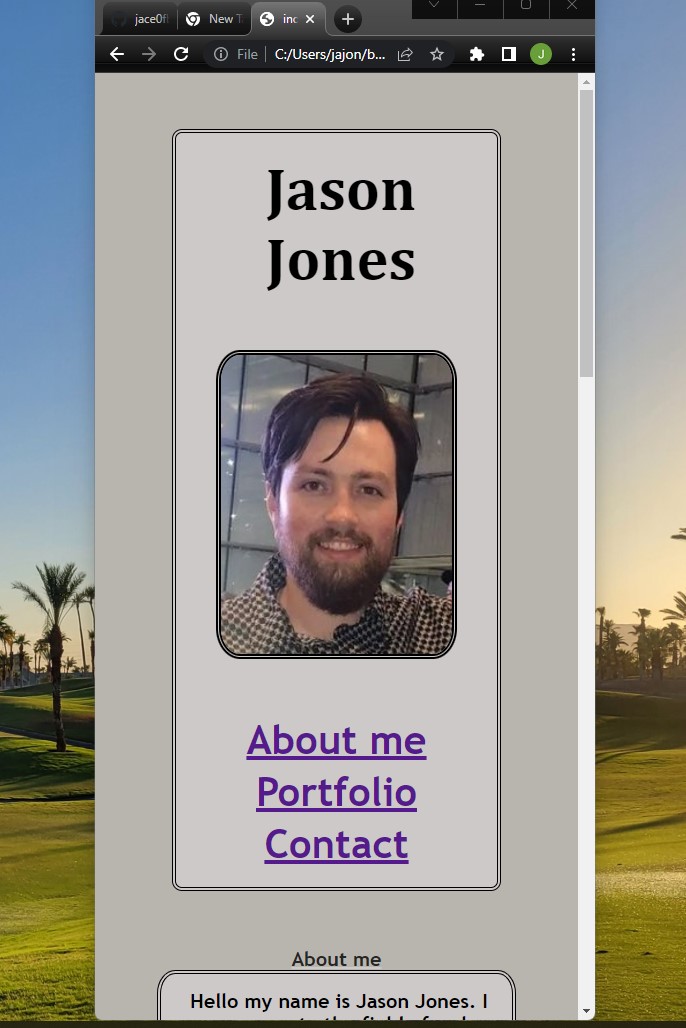 jace0f
New T
inc
File
C:/Users/jajon/b...
J
Jason
Jones
About me
Portfolio
Contact
About me
Hello my name is Jason Jones. I